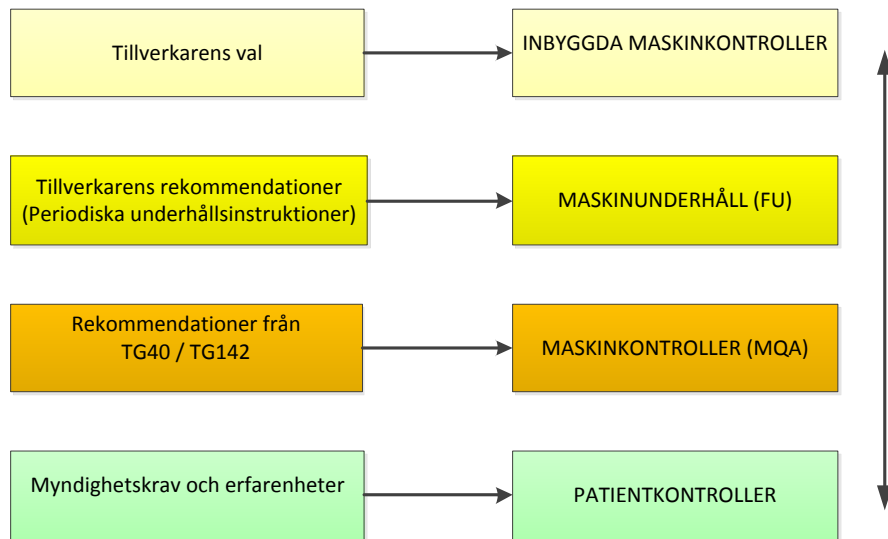 Tillverkarens val
INBYGGDA MASKINKONTROLLER
Tillverkarens rekommendationer
(Periodiska underhållsinstruktioner)
MASKINUNDERHÅLL (FU)
Rekommendationer från
TG40 / TG142
MASKINKONTROLLER (MQA)
Myndighetskrav och erfarenheter
PATIENTKONTROLLER